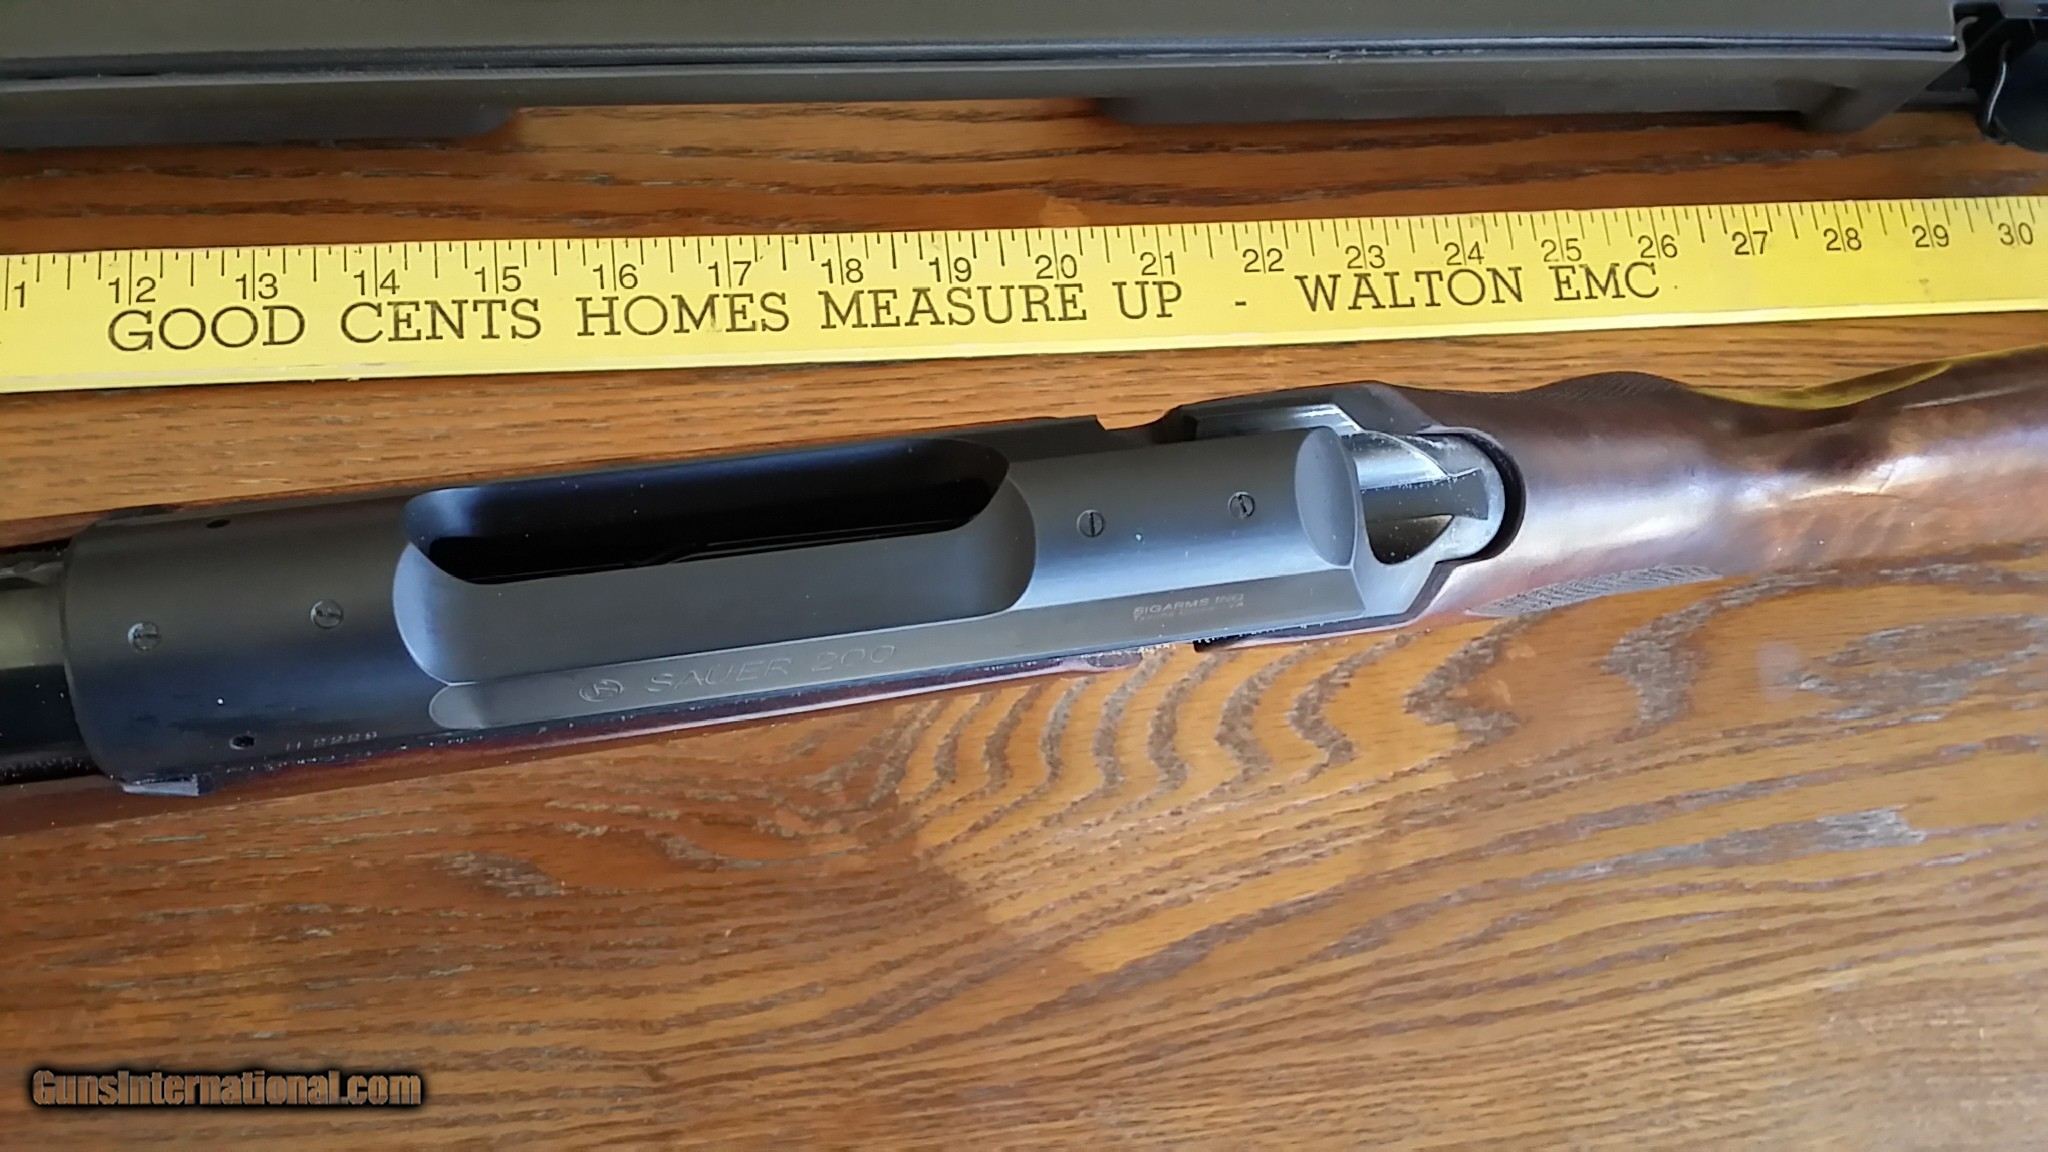 1 12 13 14 15 16 17 18 19 20 21 22 23 24 25 26 27 28 29 30
GOOD CENTS HOMES MEASURE UP - WALTON EMC
SIGARMS INC
SAUER 200
GunsInternational.com